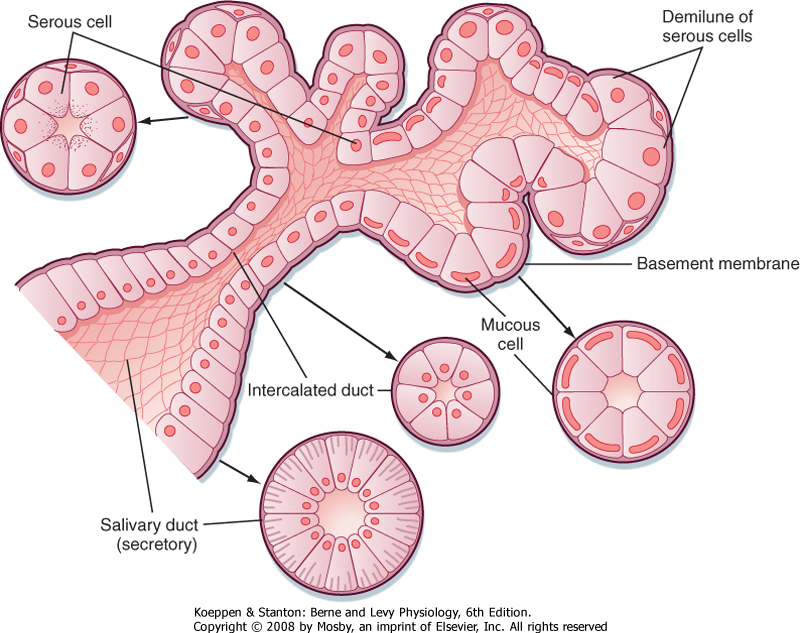 Serous cell
Demilune of
serous cells
Basement membrane
Mucous
cell
Intercalated duct
Salivary duct
(secretory)
Koeppen & Stanton: Berne and Levy Physiology, 6th Edition.
Copyright © 2008 by Mosby, an imprint of Elsevier, Inc. All rights reserved